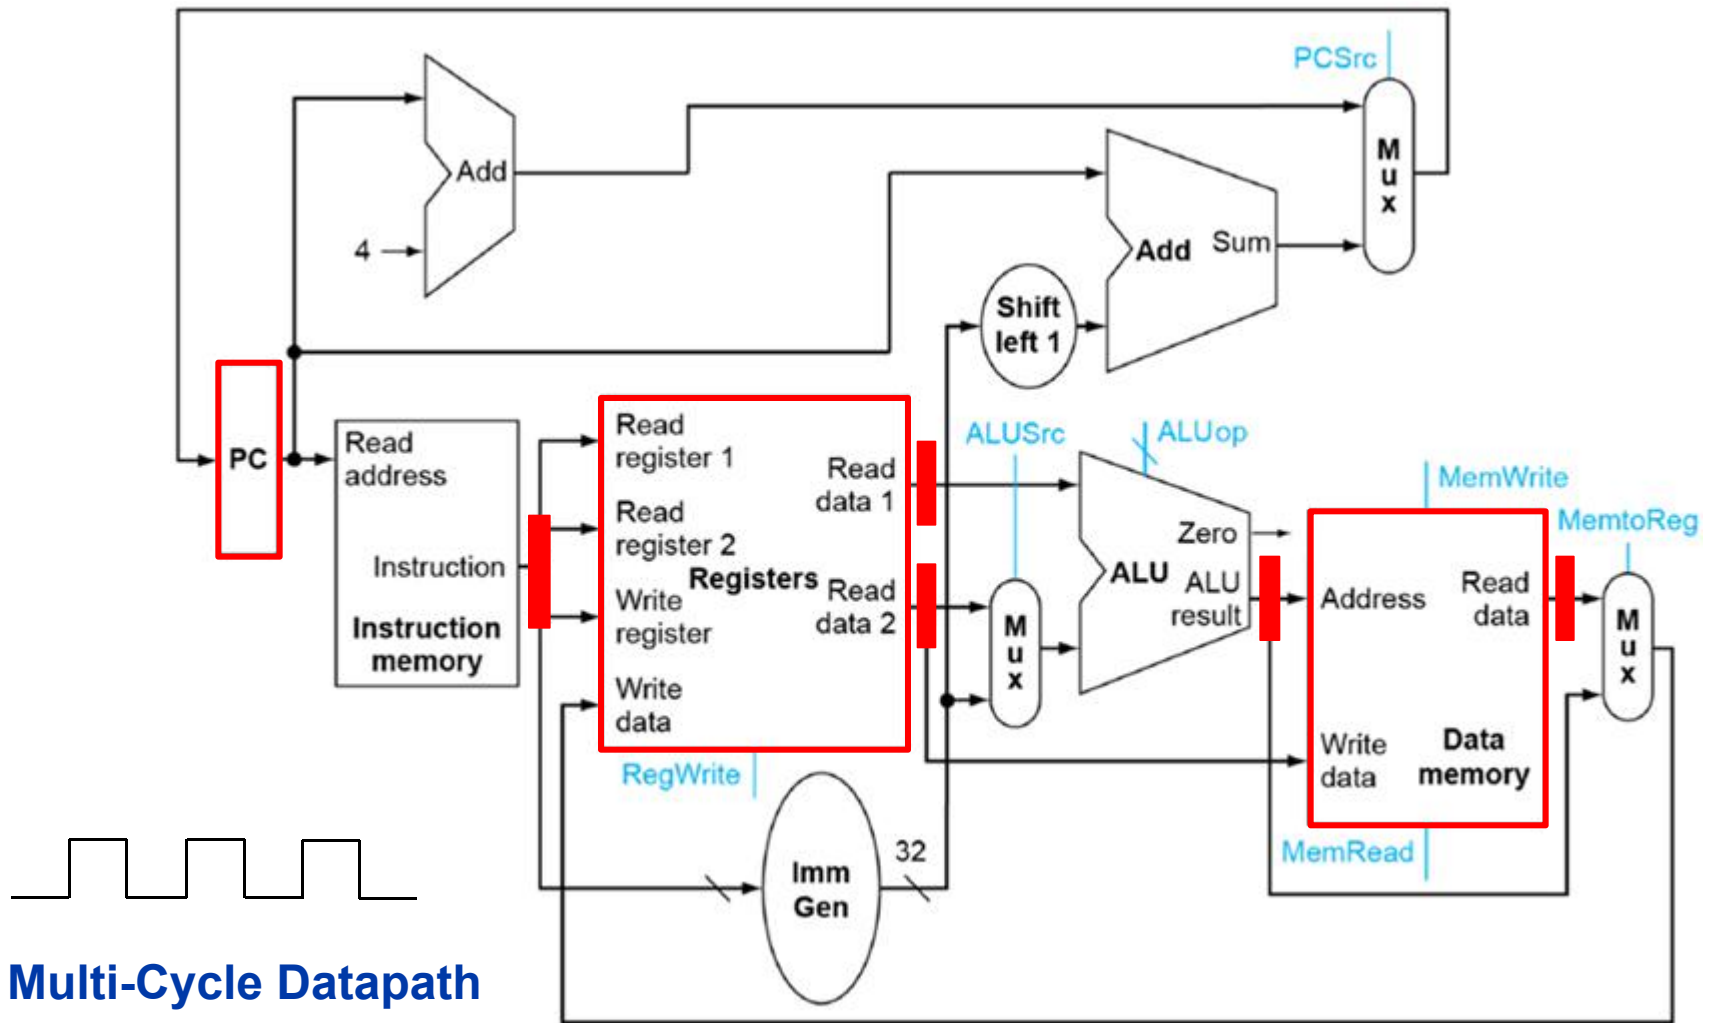 PCSrc
M
u
x
Add
4
Add
Sum
Shift
left 1
PC
Read
address
Instruction
Instruction
memory
Read
register 1
Read
register 2
Write
register
Write
data
Registers
Read
data 1
Read
data 2
RegWrite
ALUSrc
M
u
x
ALUop
Zero
ALU
ALU
result
MemWrite
MemtoReg
Address
Read
data
Write
data
Data
memory
MemRead
M
u
x
Imm
Gen
32
Multi-Cycle Datapath